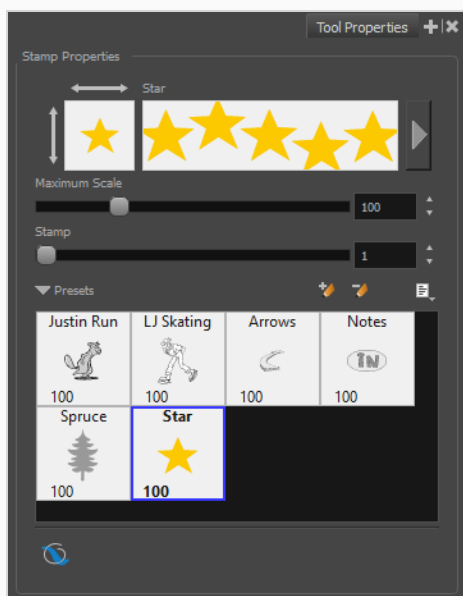 Tool Properties
Stamp Properties
Star
Maximum Scale
100
Stamp
1
Presets
Justin Run
LJ Skating
Arrows
Notes
IN
100
100
100
100
Spruce
Star
100
100